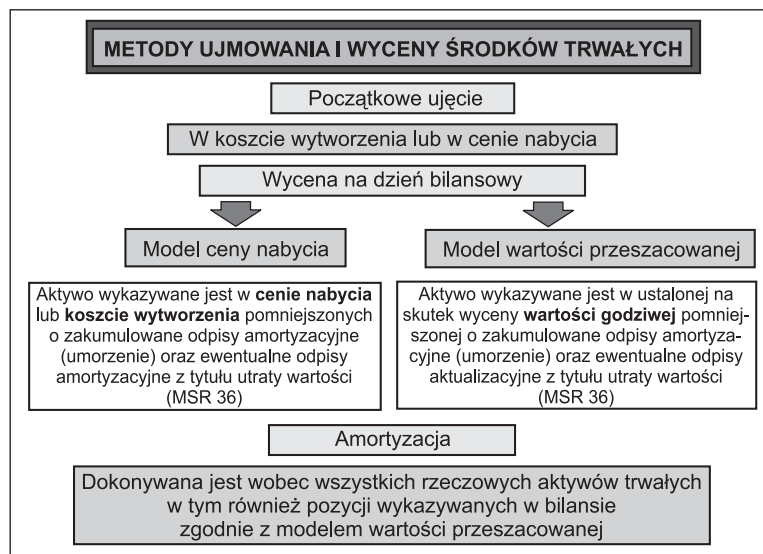 METODY UJMOWANIA I WYCENY ŚRODKÓW TRWAŁYCH
Początkowe ujęcie
W koszcie wytworzenia lub w cenie nabycia
Wycena na dzień bilansowy
Model ceny nabycia
Aktywo wykazywane jest w cenie nabycia
lub koszcie wytworzenia pomniejszonych
o zakumulowane odpisy amortyzacyjne
(umorzenie) oraz ewentualne odpisy
amortyzacyjne z tytułu utraty wartości
(MSR 36)
Model wartości przeszacowanej
Aktywo wykazywane jest w ustalonej na
skutek wyceny wartości godziwej pomniej-
szonej o zakumulowane odpisy amortyza-
cyjne (umorzenie) oraz ewentualne odpisy
aktualizacyjne z tytułu utraty wartości
(MSR 36)
Amortyzacja
Dokonywana jest wobec wszystkich rzeczowych aktywów trwałych
w tym również pozycji wykazywanych w bilansie
zgodnie z modelem wartości przeszacowanej